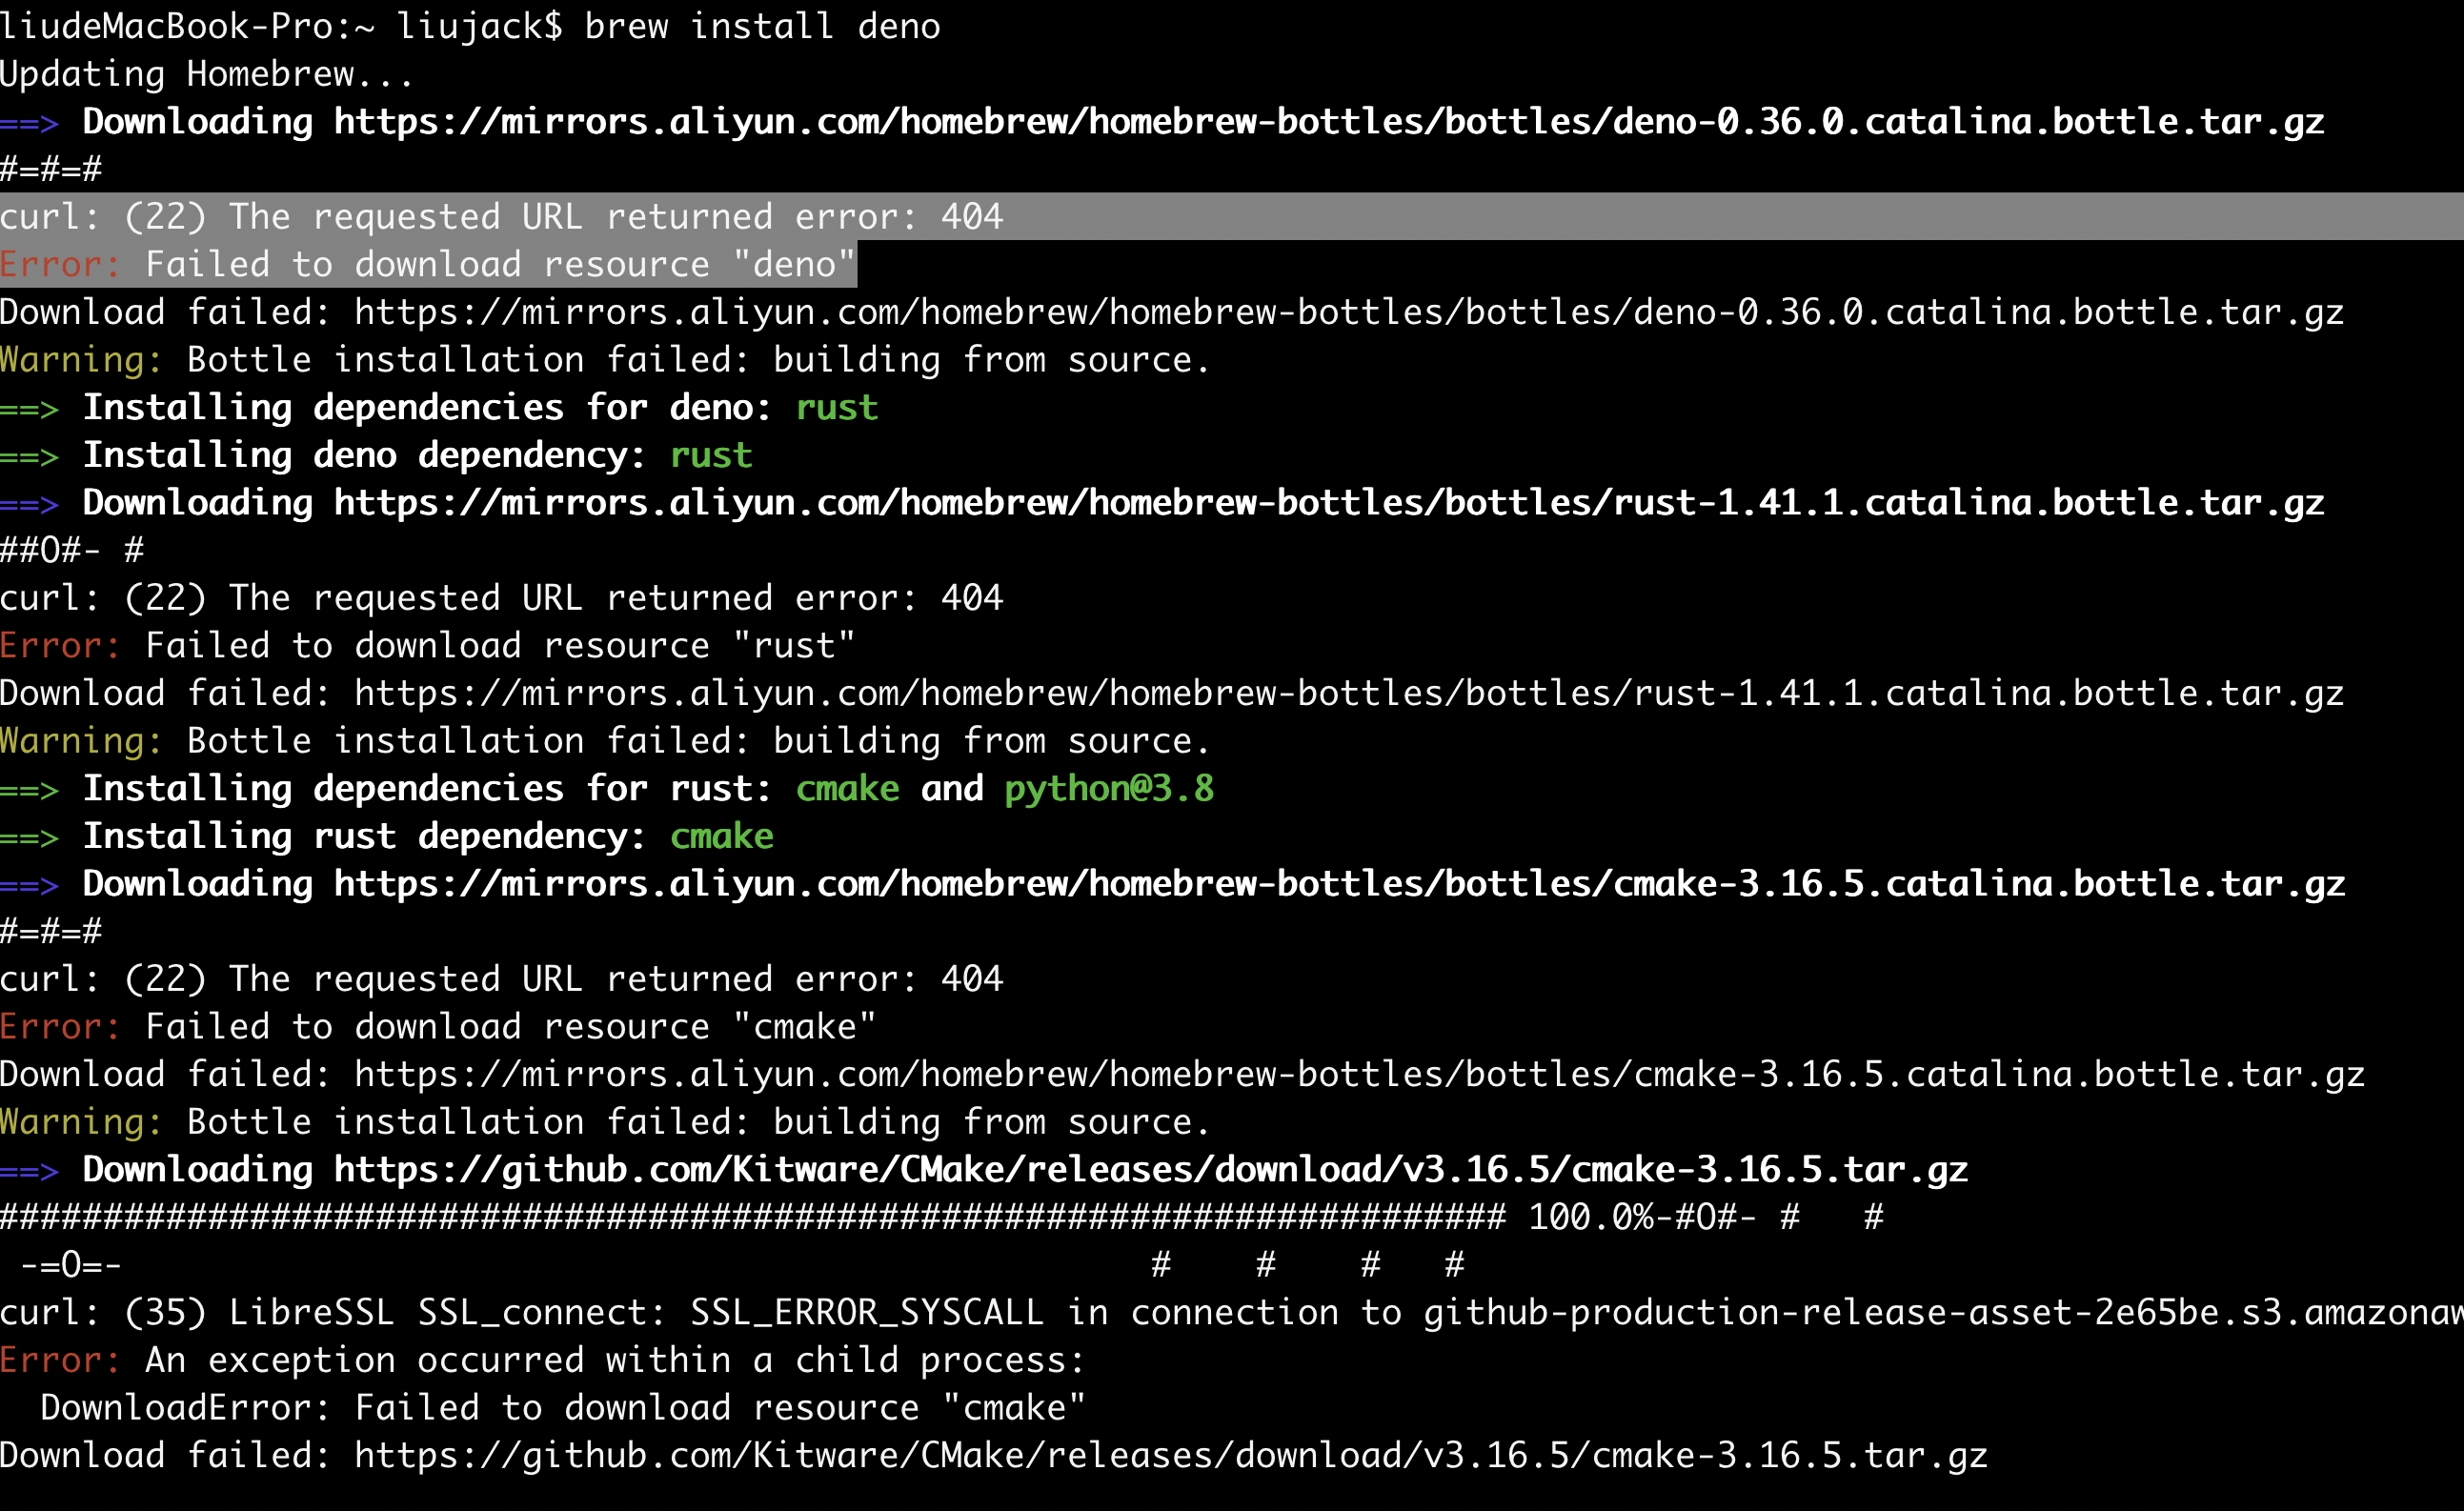 liudeMacBook-Pro:~ liujack$ brew install deno
Updating Homebrew...
==> Downloading https://mirrors.aliyun.com/homebrew/homebrew-bottles/bottles/deno-0.36.0.catalina.bottle.tar.gz
#=#=#
curl: (22) The requested URL returned error: 404
Error: Failed to download resource "deno"
Download failed: https://mirrors.aliyun.com/homebrew/homebrew-bottles/bottles/deno-0.36.0.catalina.bottle.tar.gz
Warning: Bottle installation failed: building from source.
==> Installing dependencies for deno: rust
==> Installing deno dependency: rust
==> Downloading https://mirrors.aliyun.com/homebrew/homebrew-bottles/bottles/rust-1.41.1.catalina.bottle.tar.gz
##O#- #
curl: (22) The requested URL returned error: 404
Error: Failed to download resource "rust"
Download failed: https://mirrors.aliyun.com/homebrew/homebrew-bottles/bottles/rust-1.41.1.catalina.bottle.tar.gz
Warning: Bottle installation failed: building from source.
==> Installing dependencies for rust: cmake and python@3.8
==> Installing rust dependency: cmake
==> Downloading https://mirrors.aliyun.com/homebrew/homebrew-bottles/bottles/cmake-3.16.5.catalina.bottle.tar.gz
#=#=#
curl: (22) The requested URL returned error: 404
Error: Failed to download resource "cmake"
Download failed: https://mirrors.aliyun.com/homebrew/homebrew-bottles/bottles/cmake-3.16.5.catalina.bottle.tar.gz
Warning: Bottle installation failed: building from source.
==> Downloading https://github.com/Kitware/CMake/releases/download/v3.16.5/cmake-3.16.5.tar.gz
######################################################################## 100.0%-#O#- #   #
 -=O=-                                                 #    #    #   #
curl: (35) LibreSSL SSL_connect: SSL_ERROR_SYSCALL in connection to github-production-release-asset-2e65be.s3.amazonaw
Error: An exception occurred within a child process:
  DownloadError: Failed to download resource "cmake"
Download failed: https://github.com/Kitware/CMake/releases/download/v3.16.5/cmake-3.16.5.tar.gz